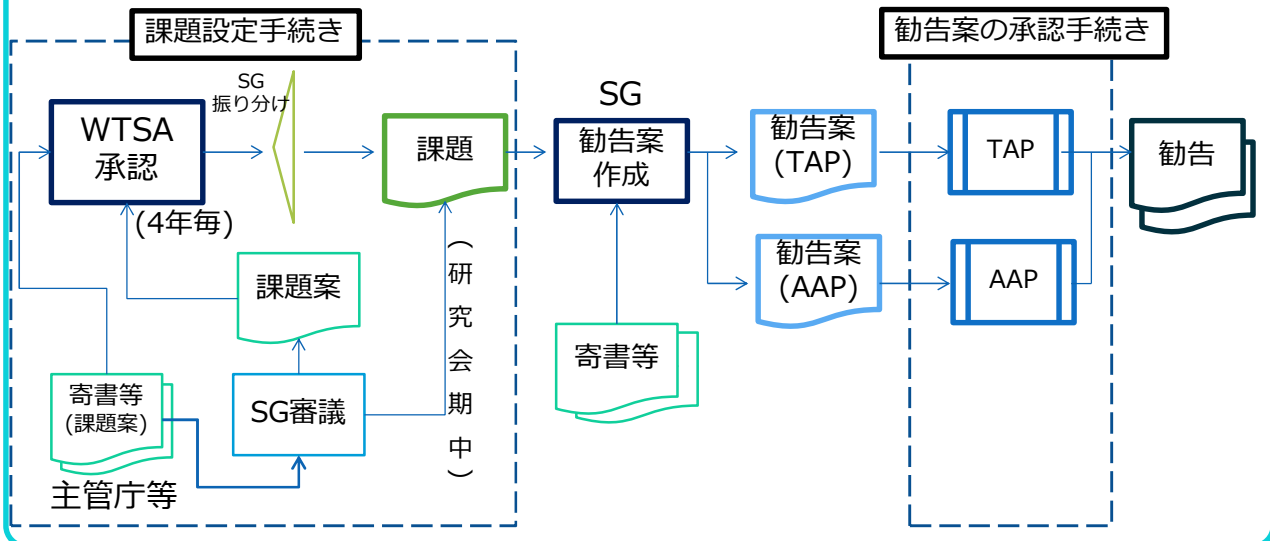 課題設定手続き
勧告案の承認手続き
SG
振り分け
WTSA
承認
(4年毎)
課題
課題案
寄書等
(課題案)
主管庁等
SG審議
（研究会期中）
SG
勧告案
作成
寄書等
勧告案
(TAP)
勧告案
(AAP)
TAP
AAP
勧告